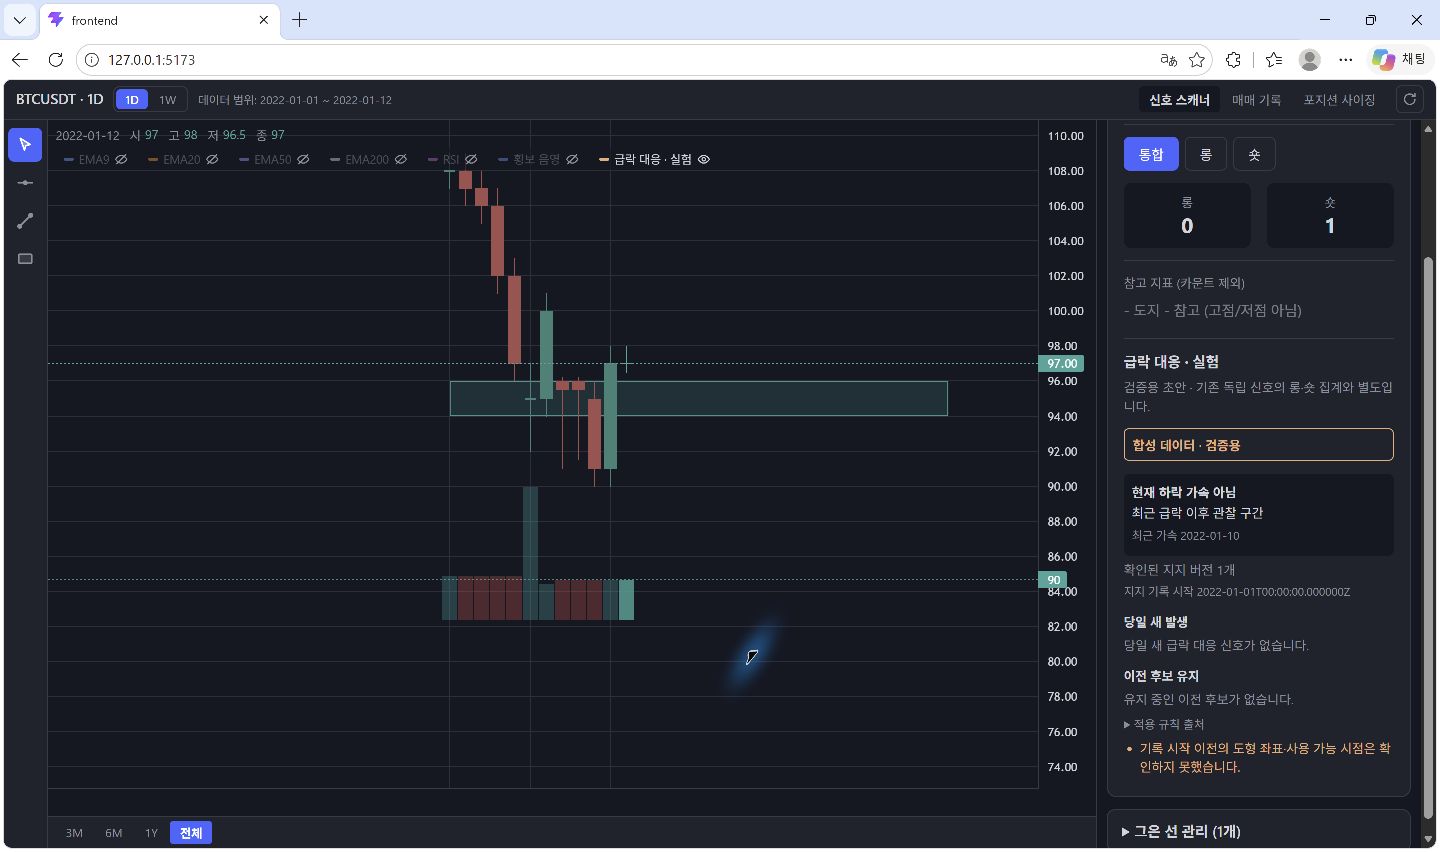 frontend
127.0.0.1:5173
채팅
BTCUSDT · 1D 1D 1W 데이터 범위: 2022-01-01 ~ 2022-01-12
신호 스캐너 매매 기록 포지션 사이징
2022-01-12 시 97 고 98 저 96.5 종 97
EMA9 EMA20 EMA50 EMA200 RSI 횡보 음영 급락 대응 · 실험
110.00
108.00
106.00
104.00
102.00
100.00
98.00
97.00
96.00
94.00
92.00
90.00
88.00
86.00
90
84.00
82.00
80.00
78.00
76.00
74.00
3M 6M 1Y 전체
통합 롱 숏
롱 숏
0 1
참고 지표 (카운트 제외)
- 도지 - 참고 (고점/저점 아님)
급락 대응 · 실험
검증용 초안 · 기존 독립 신호의 롱·숏 집계와 별도입
니다.
합성 데이터 · 검증용
현재 하락 가속 아님
최근 급락 이후 관찰 구간
최근 가속 2022-01-10
확인된 지지 버전 1개
지지 기록 시작 2022-01-01T00:00:00.000000Z
당일 새 발생
당일 새 급락 대응 신호가 없습니다.
이전 후보 유지
유지 중인 이전 후보가 없습니다.
▶ 적용 규칙 출처
• 기록 시작 이전의 도형 좌표·사용 가능 시점은 확
인하지 못했습니다.
▶ 그은 선 관리 (1개)